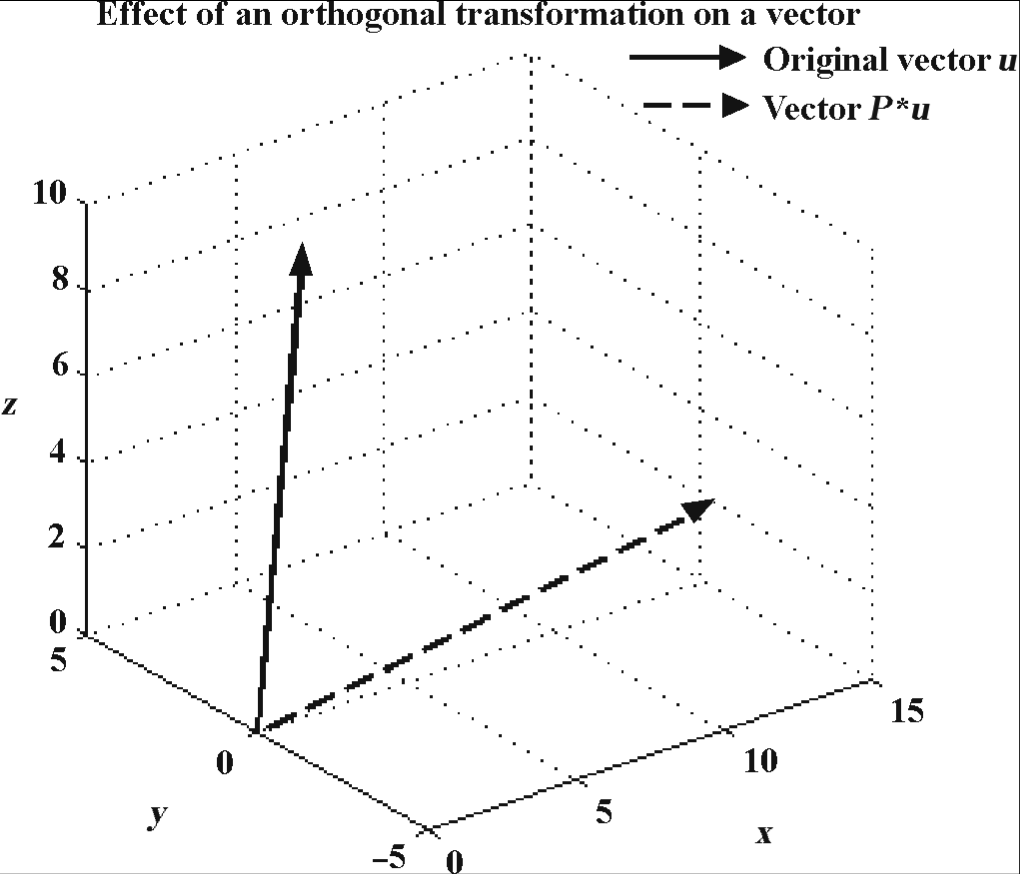 Effect of an orthogonal transformation on a vector
Original vector u
Vector P*u
10
8
6
z
4
2
0
5
15
0
10
y
5
x
−5
0